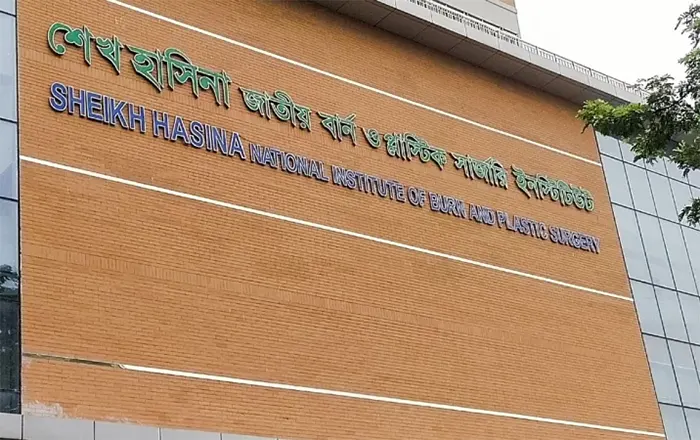 শেখ হাসিনা জাতীয় বার্ন ও প্লাস্টিক সার্জারি ইনস্টিটিউট
SHEIKH HASINA NATIONAL INSTITUTE OF BURN AND PLASTIC SURGERY